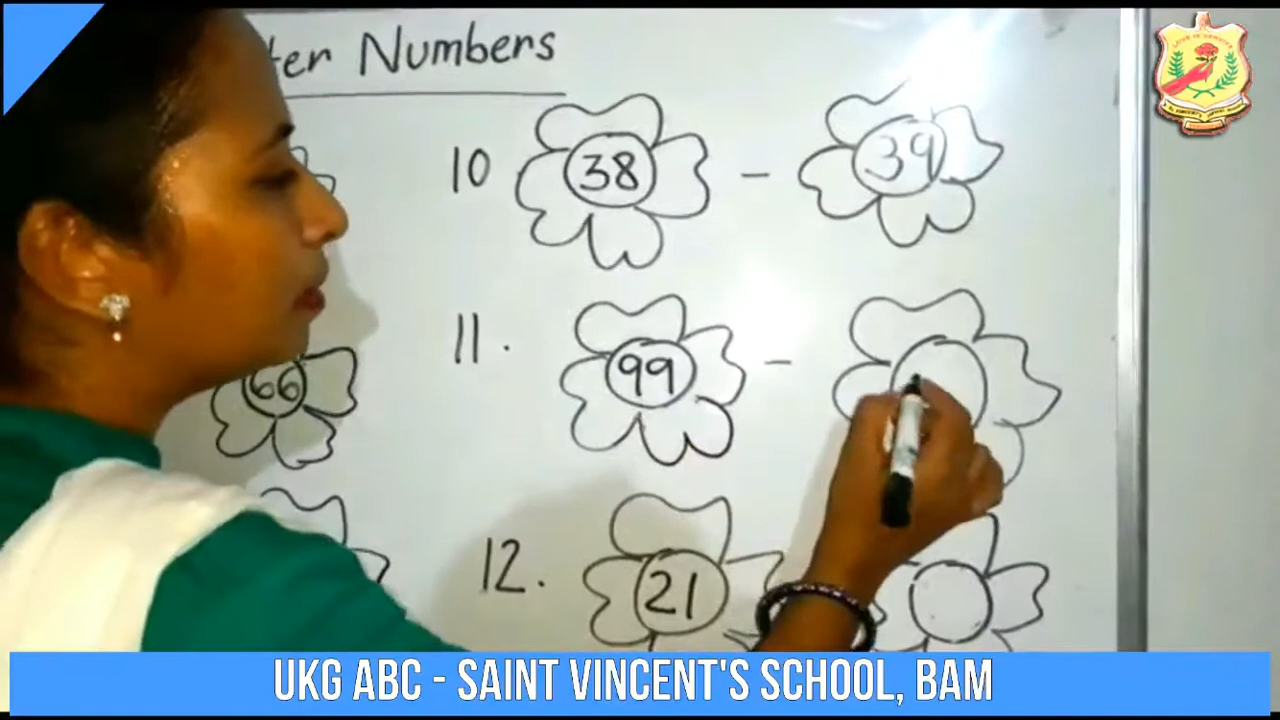 ter Numbers
10 38 - 39
66
11. 99 -
12. 21
UKG ABC - SAINT VINCENT'S SCHOOL, BAM